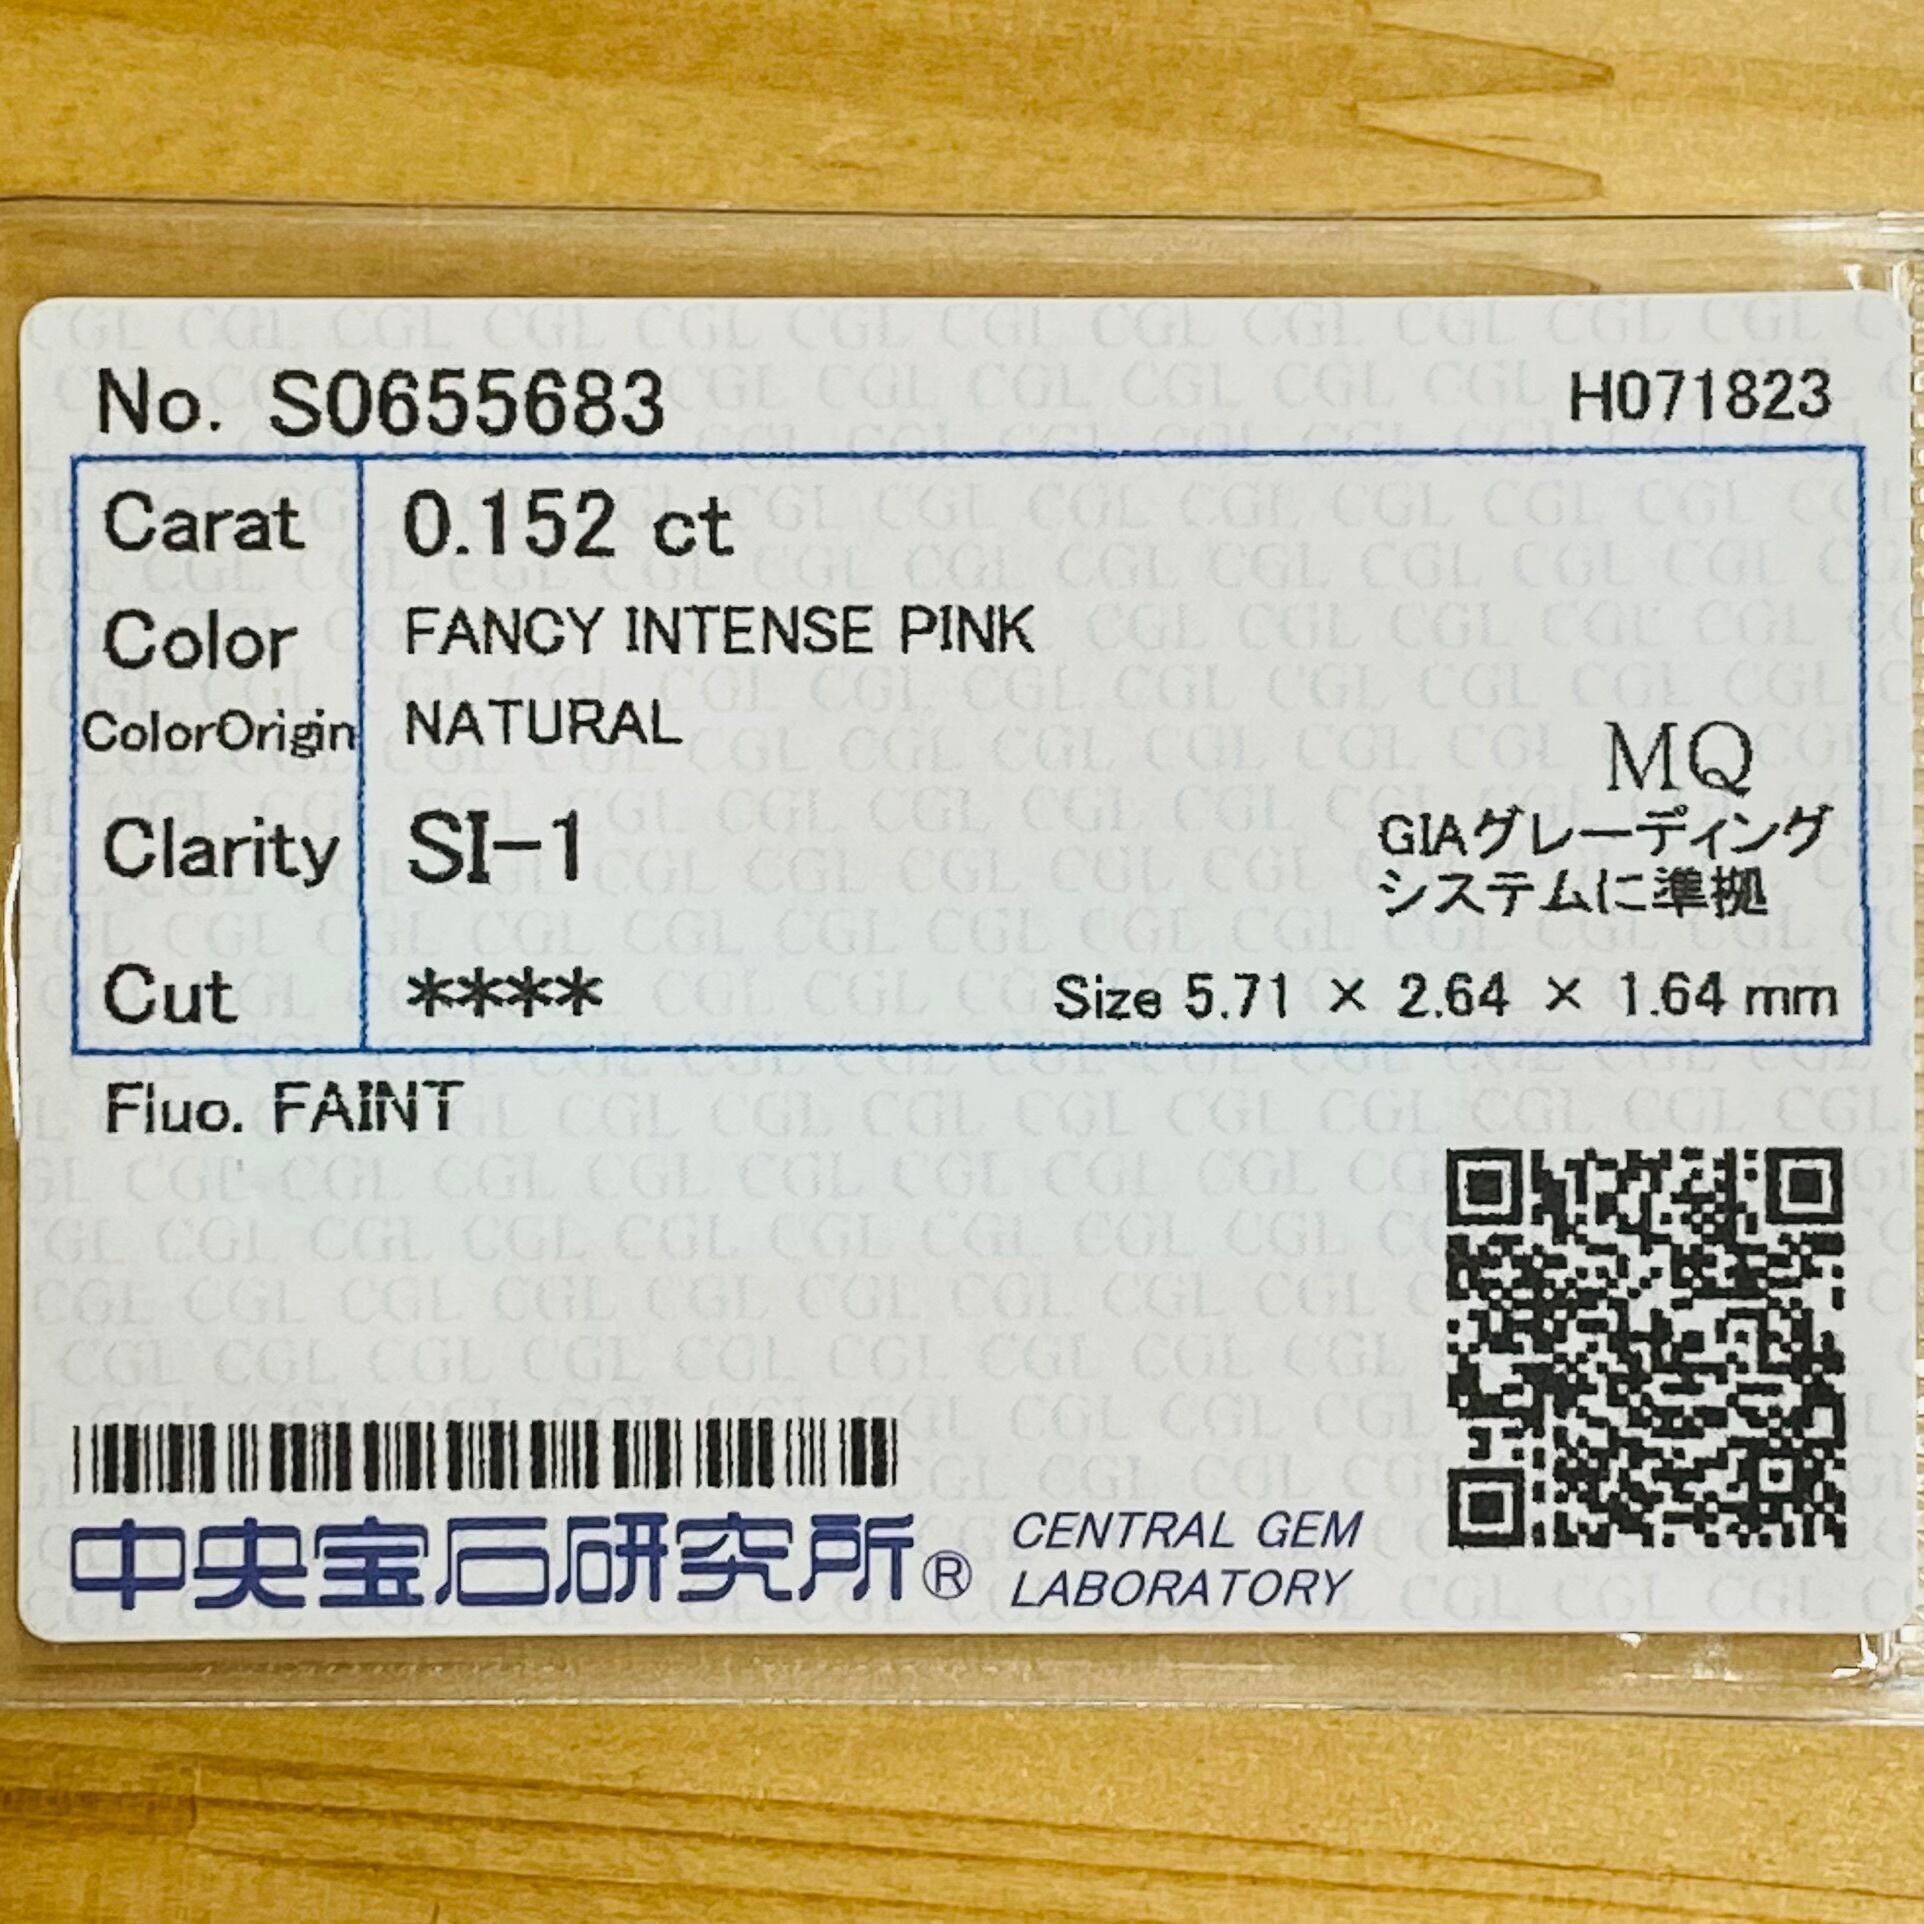 No. S0655683 H071823
Carat 0.152 ct
Color FANCY INTENSE PINK
ColorOrigin NATURAL
MQ
Clarity SI-1
GIAグレーディング
システムに準拠
Cut **** Size 5.71 × 2.64 × 1.64 mm
Fluo. FAINT
中央宝石研究所® CENTRAL GEM
LABORATORY